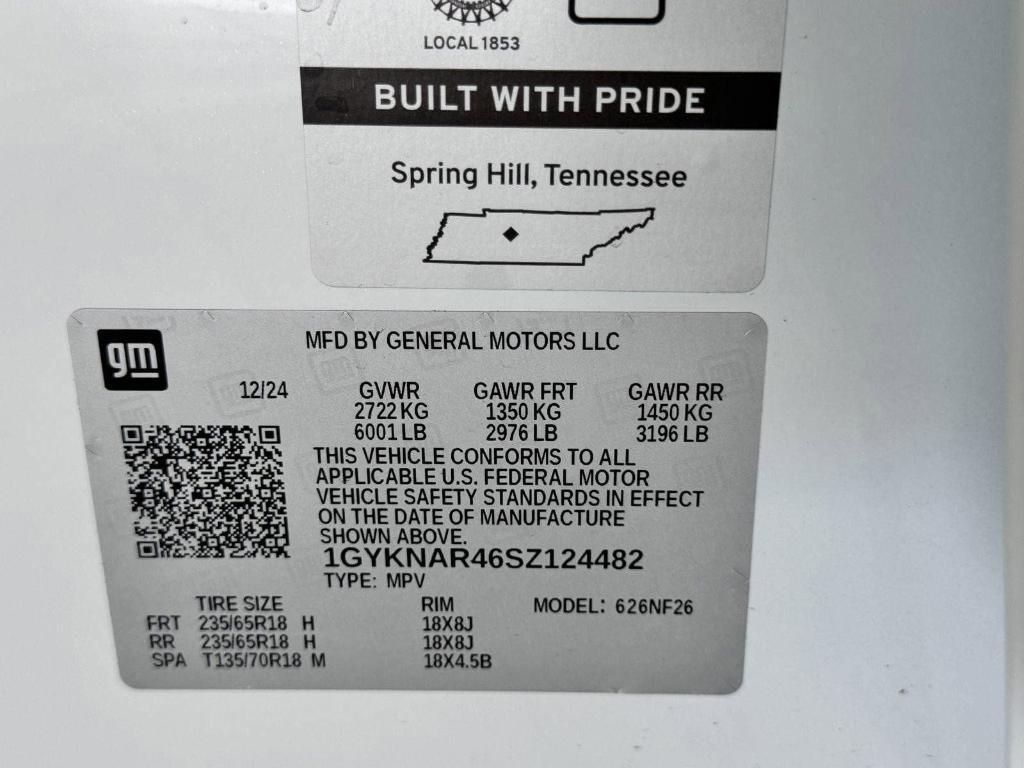 LOCAL 1853
BUILT WITH PRIDE
Spring Hill, Tennessee
gm
MFD BY GENERAL MOTORS LLC
12/24 GVWR GAWR FRT GAWR RR
2722 KG 1350 KG 1450 KG
6001 LB 2976 LB 3196 LB
THIS VEHICLE CONFORMS TO ALL
APPLICABLE U.S. FEDERAL MOTOR
VEHICLE SAFETY STANDARDS IN EFFECT
ON THE DATE OF MANUFACTURE
SHOWN ABOVE.
1GYKNAR46SZ124482
TYPE: MPV
TIRE SIZE RIM MODEL: 626NF26
FRT 235/65R18 H 18X8J
RR 235/65R18 H 18X8J
SPA T135/70R18 M 18X4.5B